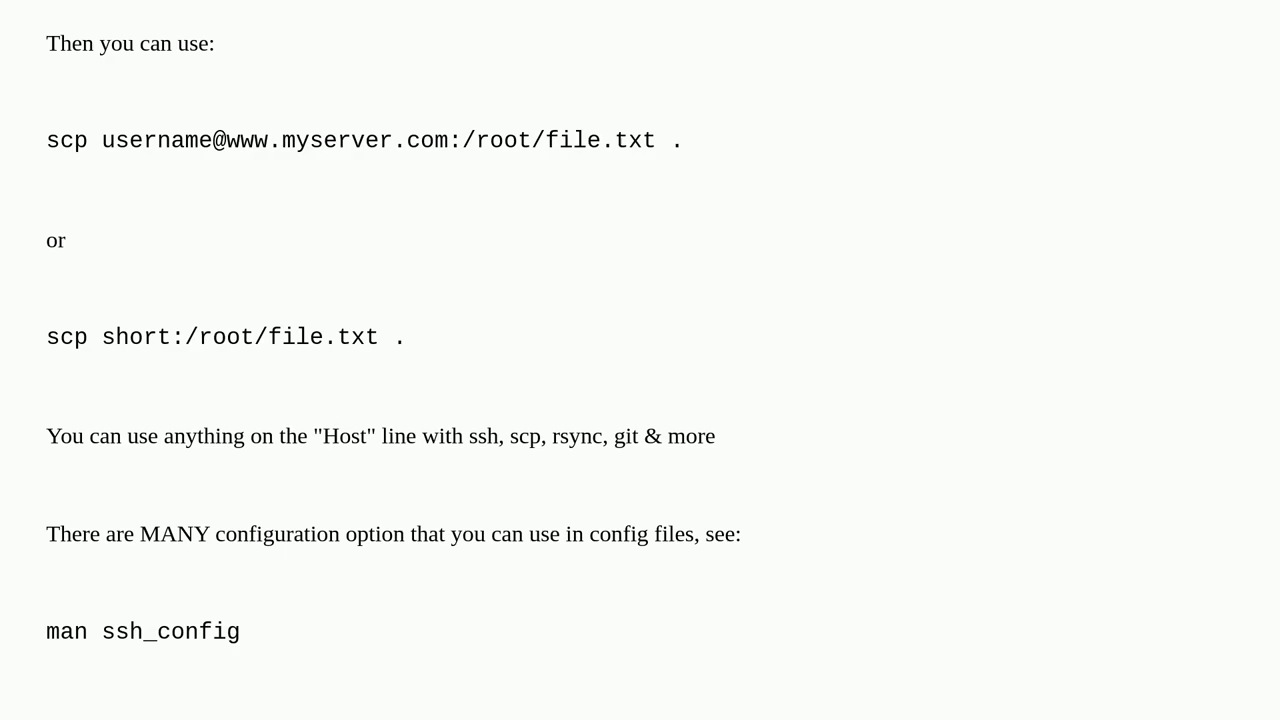 Then you can use:
scp username@www.myserver.com:/root/file.txt .
or
scp short:/root/file.txt .
You can use anything on the "Host" line with ssh, scp, rsync, git & more
There are MANY configuration option that you can use in config files, see:
man ssh_config